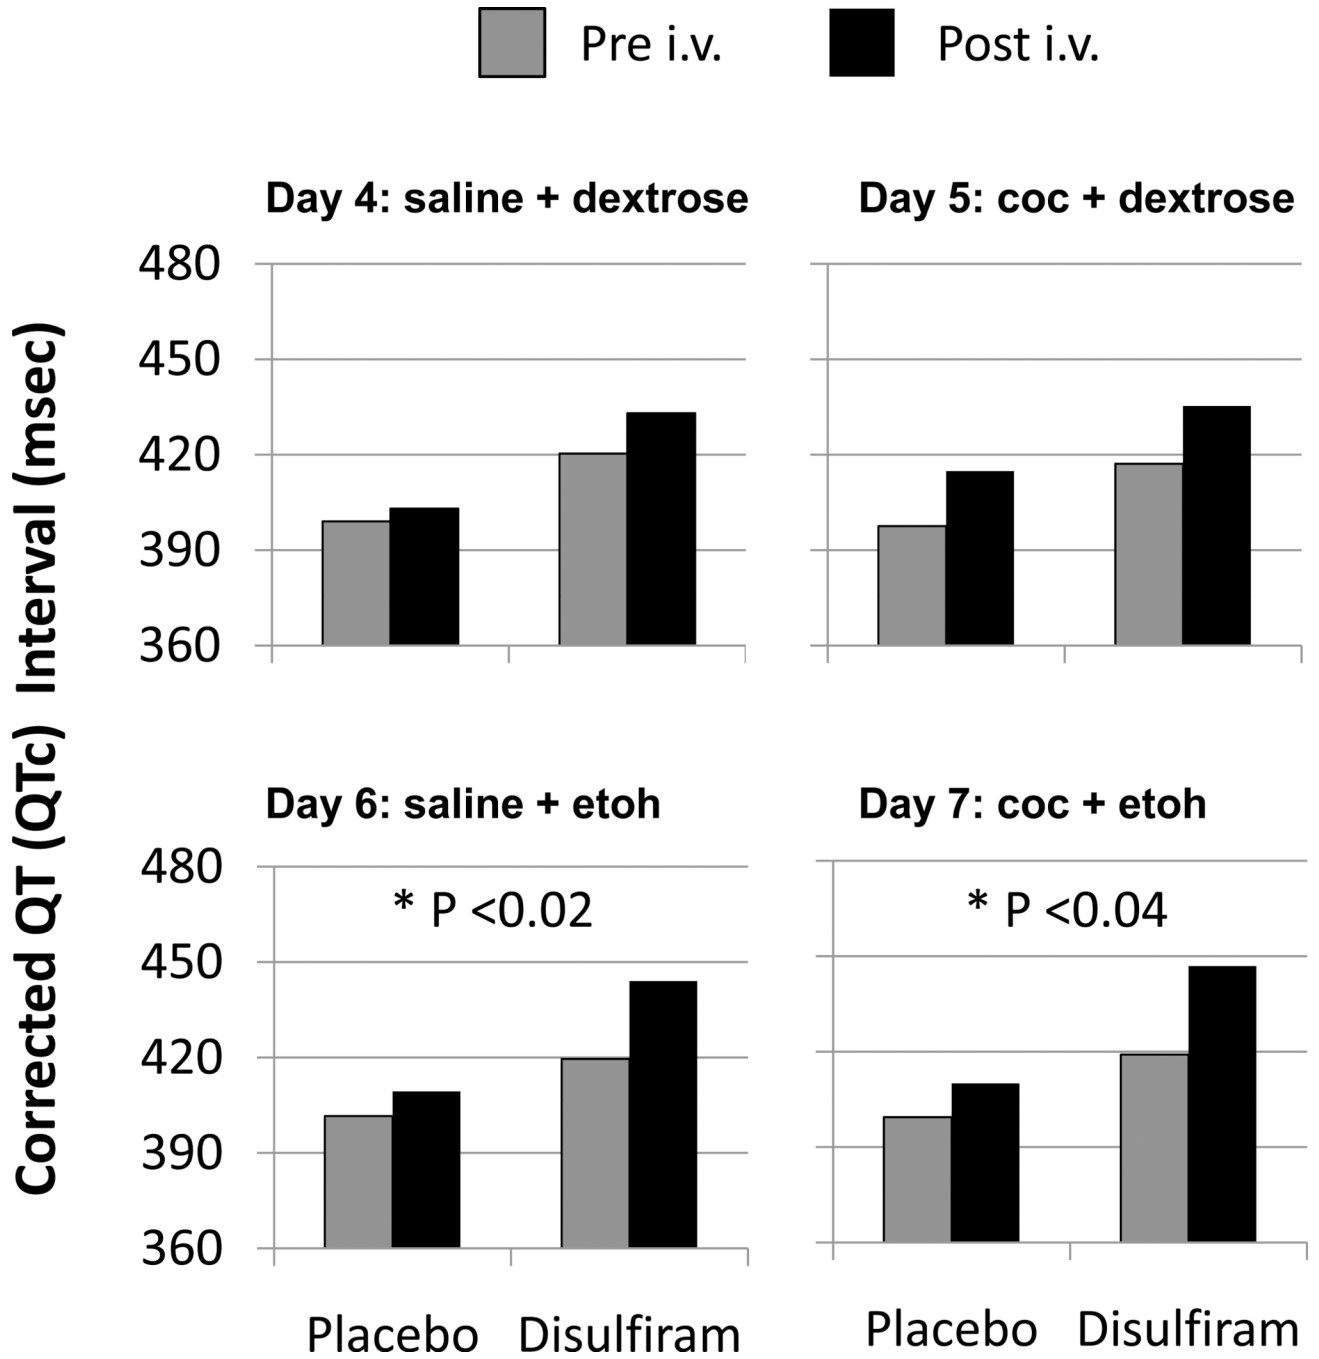 Pre i.v.
Post i.v.
Corrected QT (QTc) Interval (msec)
Day 4: saline + dextrose
480
450
420
390
360
Day 5: coc + dextrose
Day 6: saline + etoh
480
450
420
390
360
* P <0.02
Placebo
Disulfiram
Day 7: coc + etoh
* P <0.04
Placebo
Disulfiram